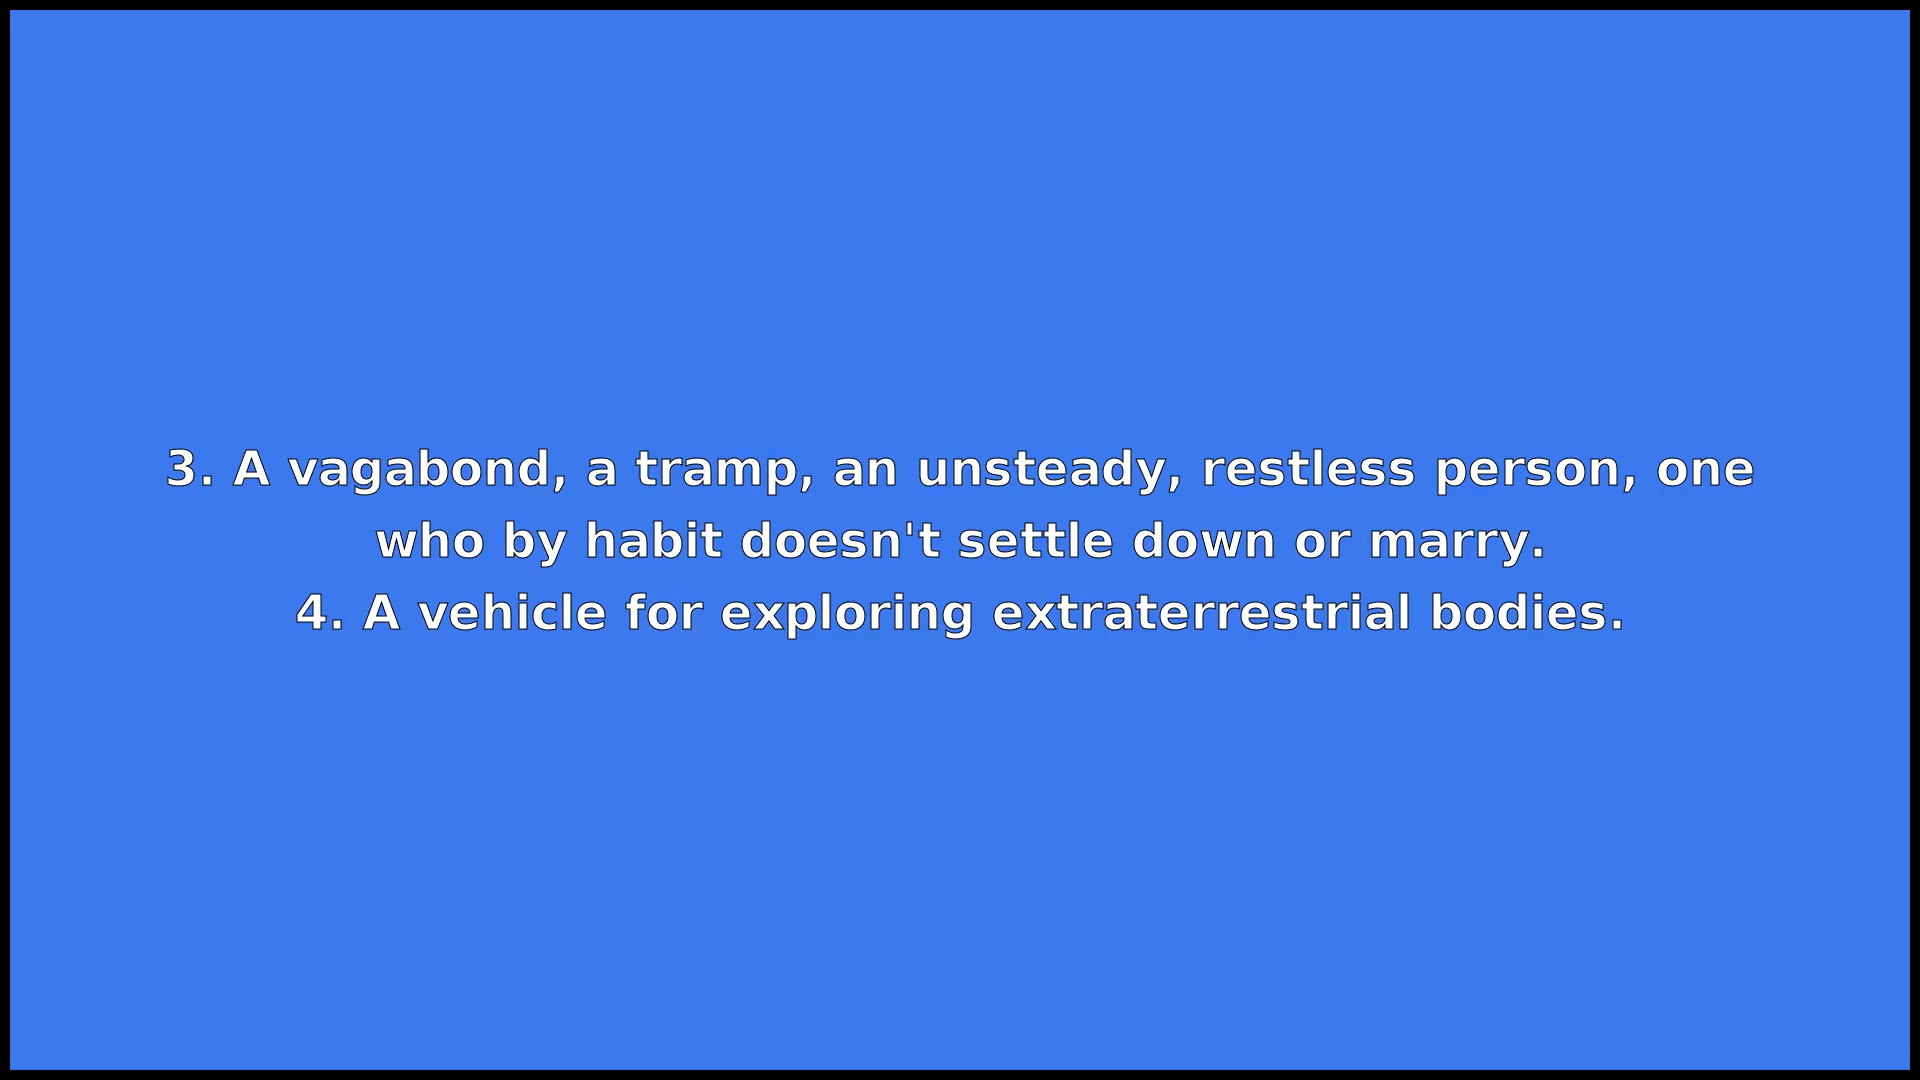 3. A vagabond, a tramp, an unsteady, restless person, one
who by habit doesn't settle down or marry.
4. A vehicle for exploring extraterrestrial bodies.